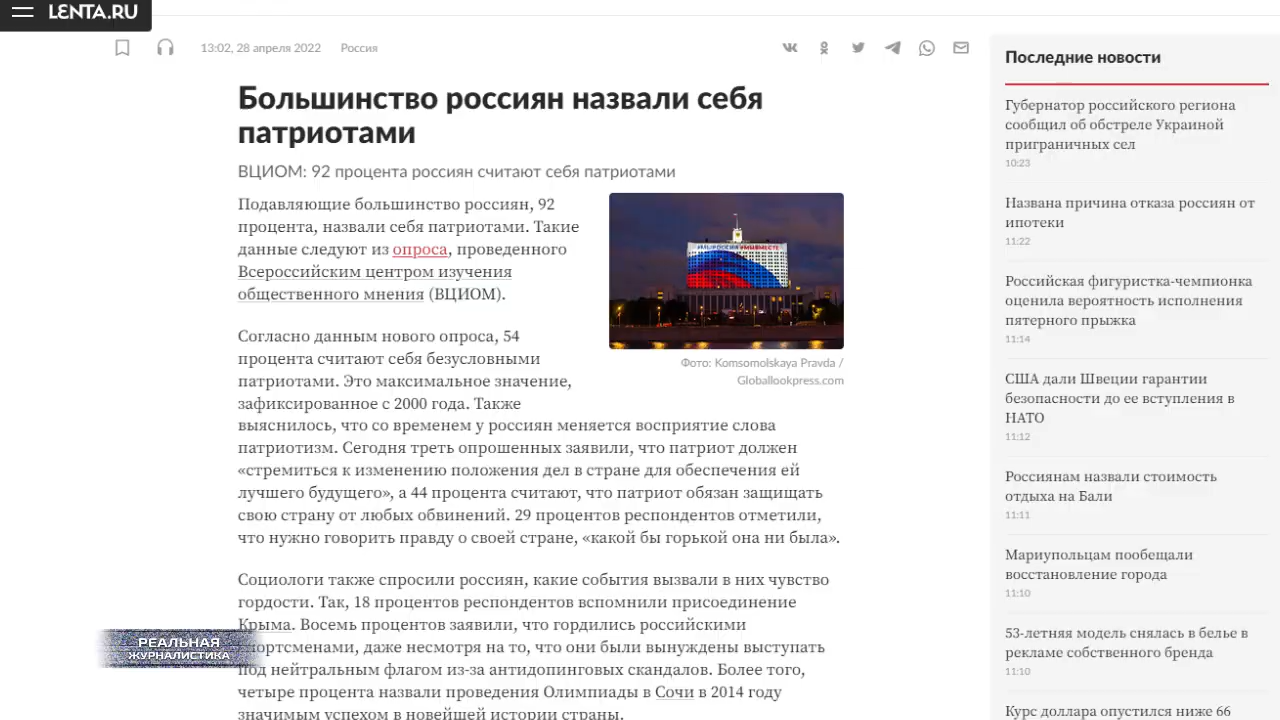 LENTA.RU
13:02, 28 апреля 2022 Россия
Большинство россиян назвали себя
патриотами
ВЦИОМ: 92 процента россиян считают себя патриотами
Подавляющие большинство россиян, 92
процента, назвали себя патриотами. Такие
данные следуют из опроса, проведенного
Всероссийским центром изучения
общественного мнения (ВЦИОМ).
Фото: Komsomolskaya Pravda /
Globallookpress.com
Согласно данным нового опроса, 54
процента считают себя безусловными
патриотами. Это максимальное значение,
зафиксированное с 2000 года. Также
выяснилось, что со временем у россиян меняется восприятие слова
патриотизм. Сегодня треть опрошенных заявили, что патриот должен
«стремиться к изменению положения дел в стране для обеспечения ей
лучшего будущего», а 44 процента считают, что патриот обязан защищать
свою страну от любых обвинений. 29 процентов респондентов отметили,
что нужно говорить правду о своей стране, «какой бы горькой она ни была».
Социологи также спросили россиян, какие события вызвали в них чувство
гордости. Так, 18 процентов респондентов вспомнили присоединение
Крыма. Восемь процентов заявили, что гордились российскими
спортсменами, даже несмотря на то, что они были вынуждены выступать
под нейтральным флагом из-за антидопинговых скандалов. Более того,
четыре процента назвали проведения Олимпиады в Сочи в 2014 году
значимым успехом в новейшей истории страны.
РЕАЛЬНАЯ
ЖУРНАЛИСТИКА
Последние новости
Губернатор российского региона
сообщил об обстреле Украиной
приграничных сел
10:23
Названа причина отказа россиян от
ипотеки
11:22
Российская фигуристка-чемпионка
оценила вероятность исполнения
пятерного прыжка
11:14
США дали Швеции гарантии
безопасности до ее вступления в
НАТО
11:12
Россиянам назвали стоимость
отдыха на Бали
11:11
Мариупольцам пообещали
восстановление города
11:10
53-летняя модель снялась в белье в
рекламе собственного бренда
11:10
Курс доллара опустился ниже 66